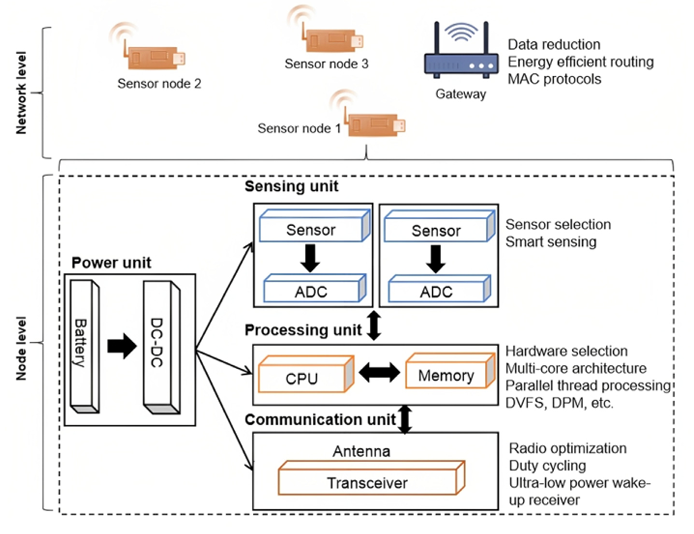 Network level
Sensor node 2
Sensor node 3
Gateway
Data reduction
Energy efficient routing
MAC protocols
Sensor node 1
Node level
Power unit
Battery
DC-DC
Sensing unit
Sensor
ADC
Sensor
ADC
Sensor selection
Smart sensing
Processing unit
CPU
Memory
Hardware selection
Multi-core architecture
Parallel thread processing
DVFS, DPM, etc.
Communication unit
Antenna
Transceiver
Radio optimization
Duty cycling
Ultra-low power wake-
up receiver